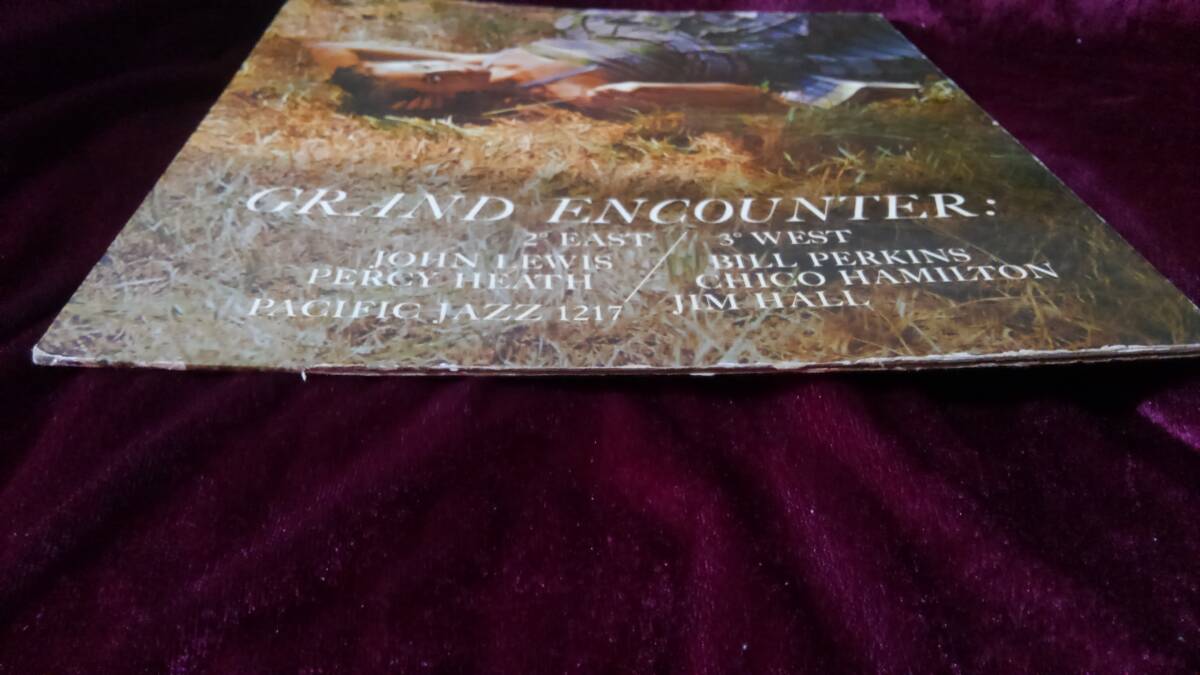 GRAND ENCOUNTER:
2° EAST / 3° WEST
JOHN LEWIS BILL PERKINS
PERCY HEATH CHICO HAMILTON
PACIFIC JAZZ 1217 JIM HALL